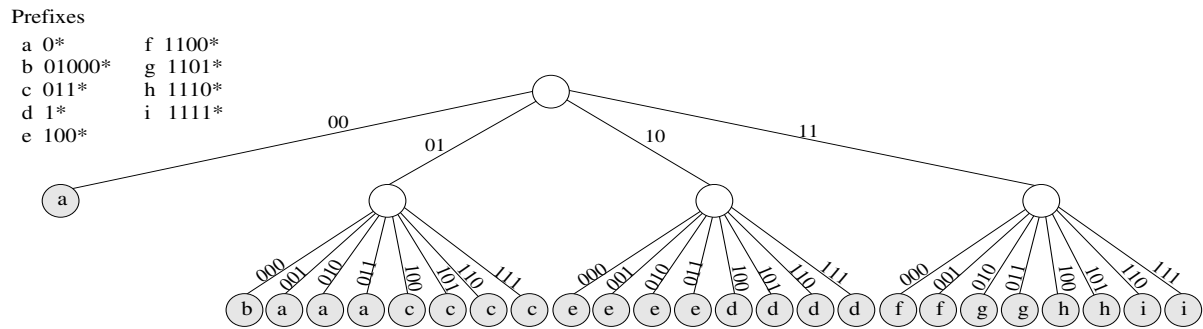 Prefixes
a 0* f 1100*
b 01000* g 1101*
c 011* h 1110*
d 1* i 1111*
e 100*
00 01 10 11
a
000 001 010 011 100 101 110 111 000 001 010 011 100 101 110 111 000 001 010 011 100 101 110 111
b a a a c c c c e e e e d d d d f f g g h h i i